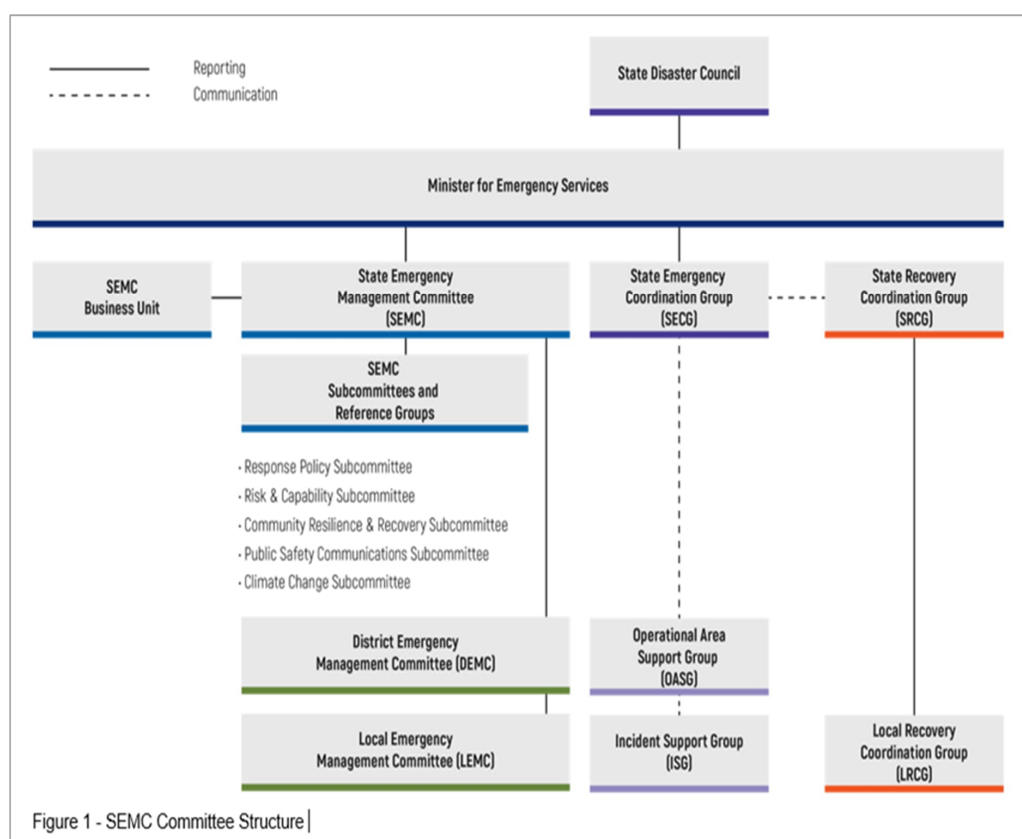 Reporting
Communication
State Disaster Council
Minister for Emergency Services
SEMC
Business Unit
State Emergency
Management Committee
(SEMC)
State Emergency
Coordination Group
(SECG)
State Recovery
Coordination Group
(SRCG)
SEMC
Subcommittees and
Reference Groups
· Response Policy Subcommittee
· Risk & Capability Subcommittee
· Community Resilience & Recovery Subcommittee
· Public Safety Communications Subcommittee
· Climate Change Subcommittee
District Emergency
Management Committee (DEMC)
Operational Area
Support Group
(OASG)
Local Emergency
Management Committee (LEMC)
Incident Support Group
(ISG)
Local Recovery
Coordination Group
(LRCG)
Figure 1 - SEMC Committee Structure